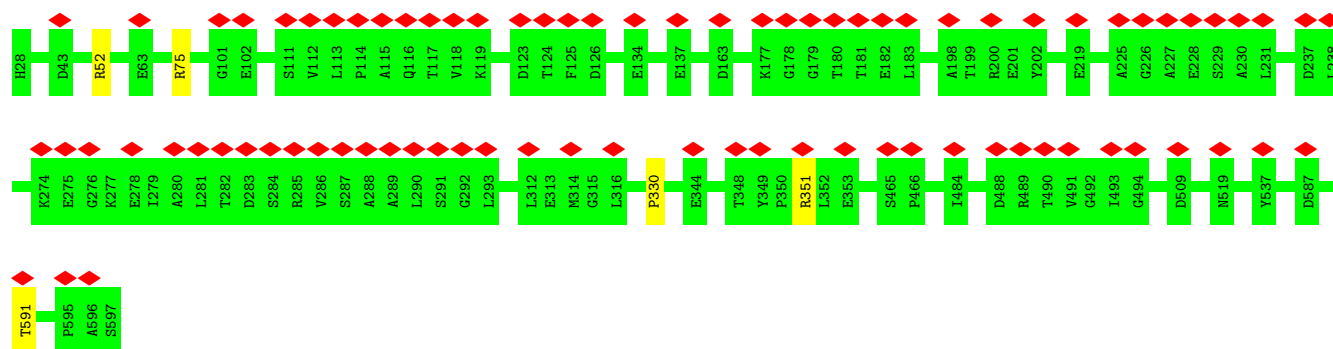 H28 D43 R52 E63 R75 G101 E102 S111 V112 L113 P114 A115 Q116 T117 V118 K119 D123 T124 F125 D126 E134 E137 D163 K177 G178 G179 T180 T181 E182 L183 A198 T199 R200 E201 Y202 E219 A225 G226 A227 E228 S229 A230 L231 D237 L238
K274 E275 G276 K277 E278 I279 A280 L281 T282 D283 S284 R285 V286 S287 A288 A289 L290 S291 G292 L293 L312 E313 M314 G315 L316 P330 E344 T348 Y349 P350 R351 L352 E353 S465 P466 I484 D488 R489 T490 V491 G492 I493 G494 D509 N519 Y537 D587
T591 P595 A596 S597